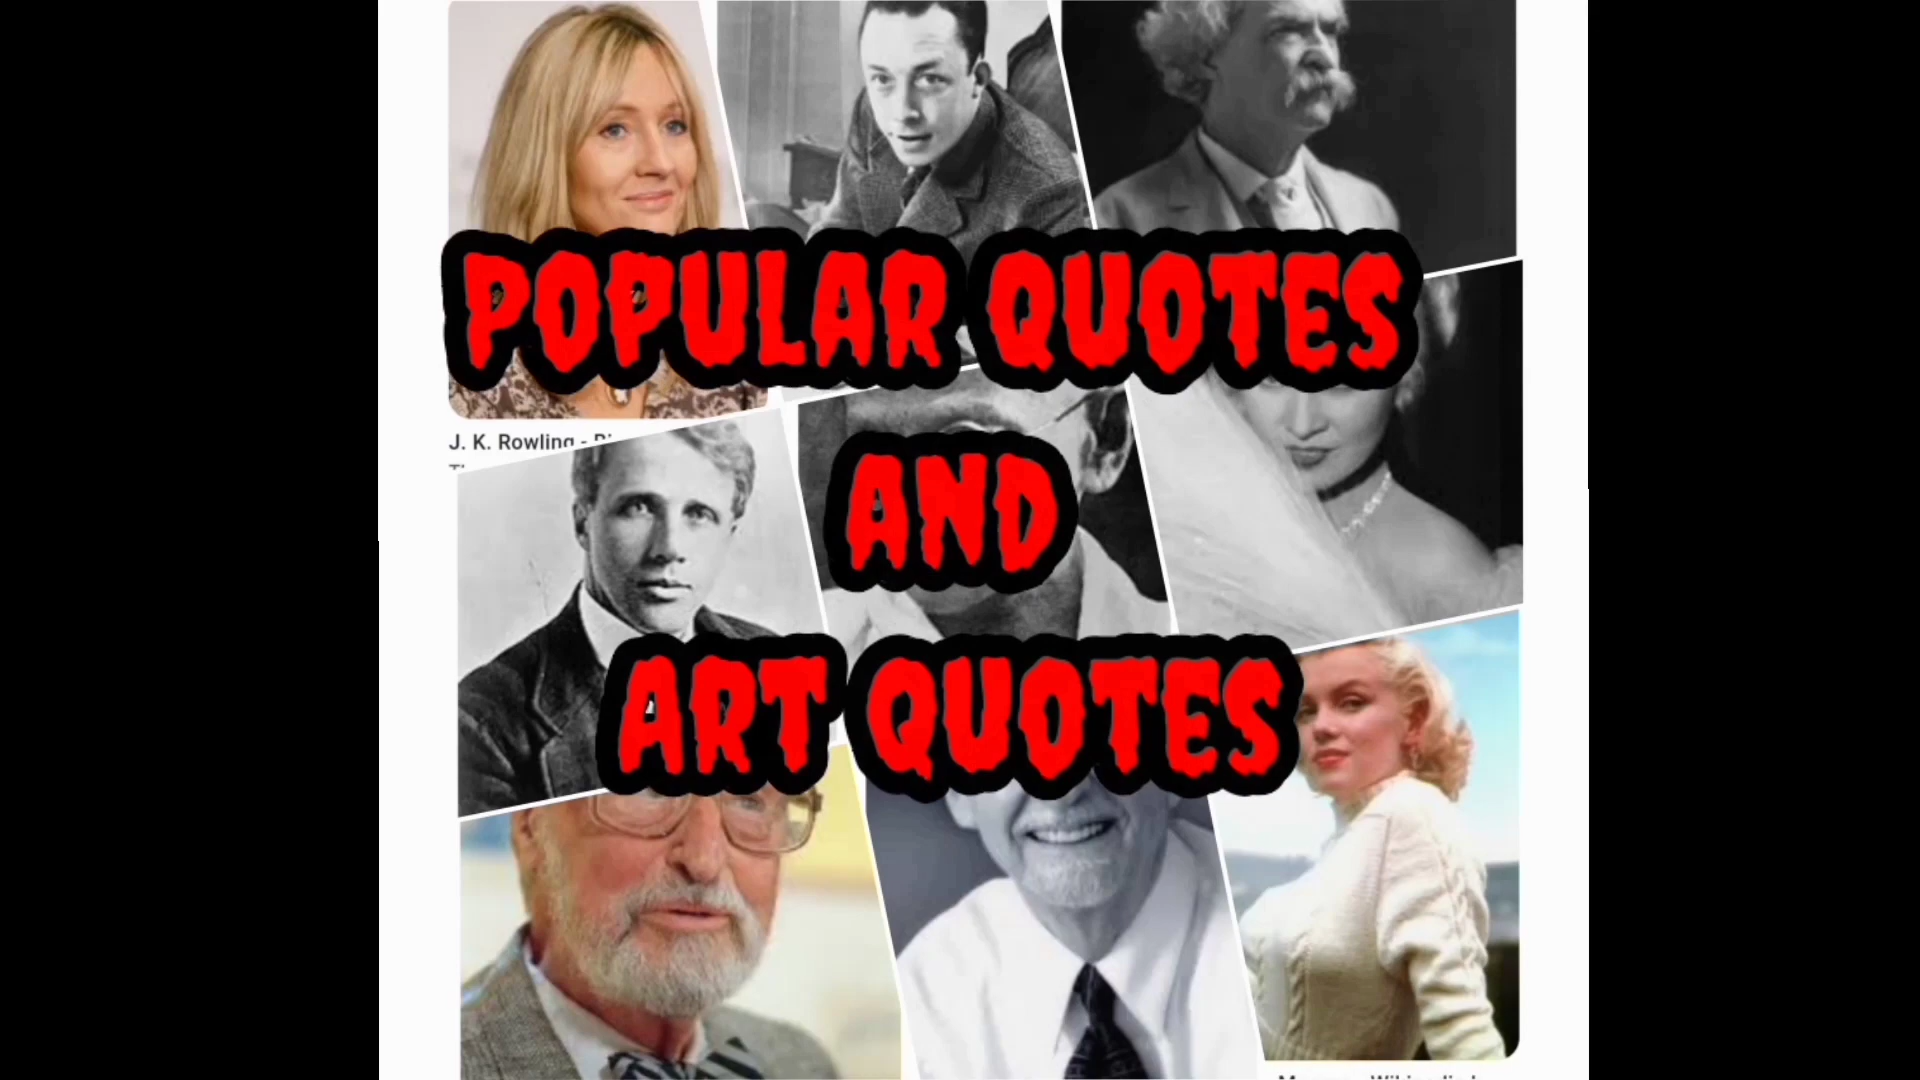 POPULAR QUOTES
J. K. Rowling -
AND
ART QUOTES